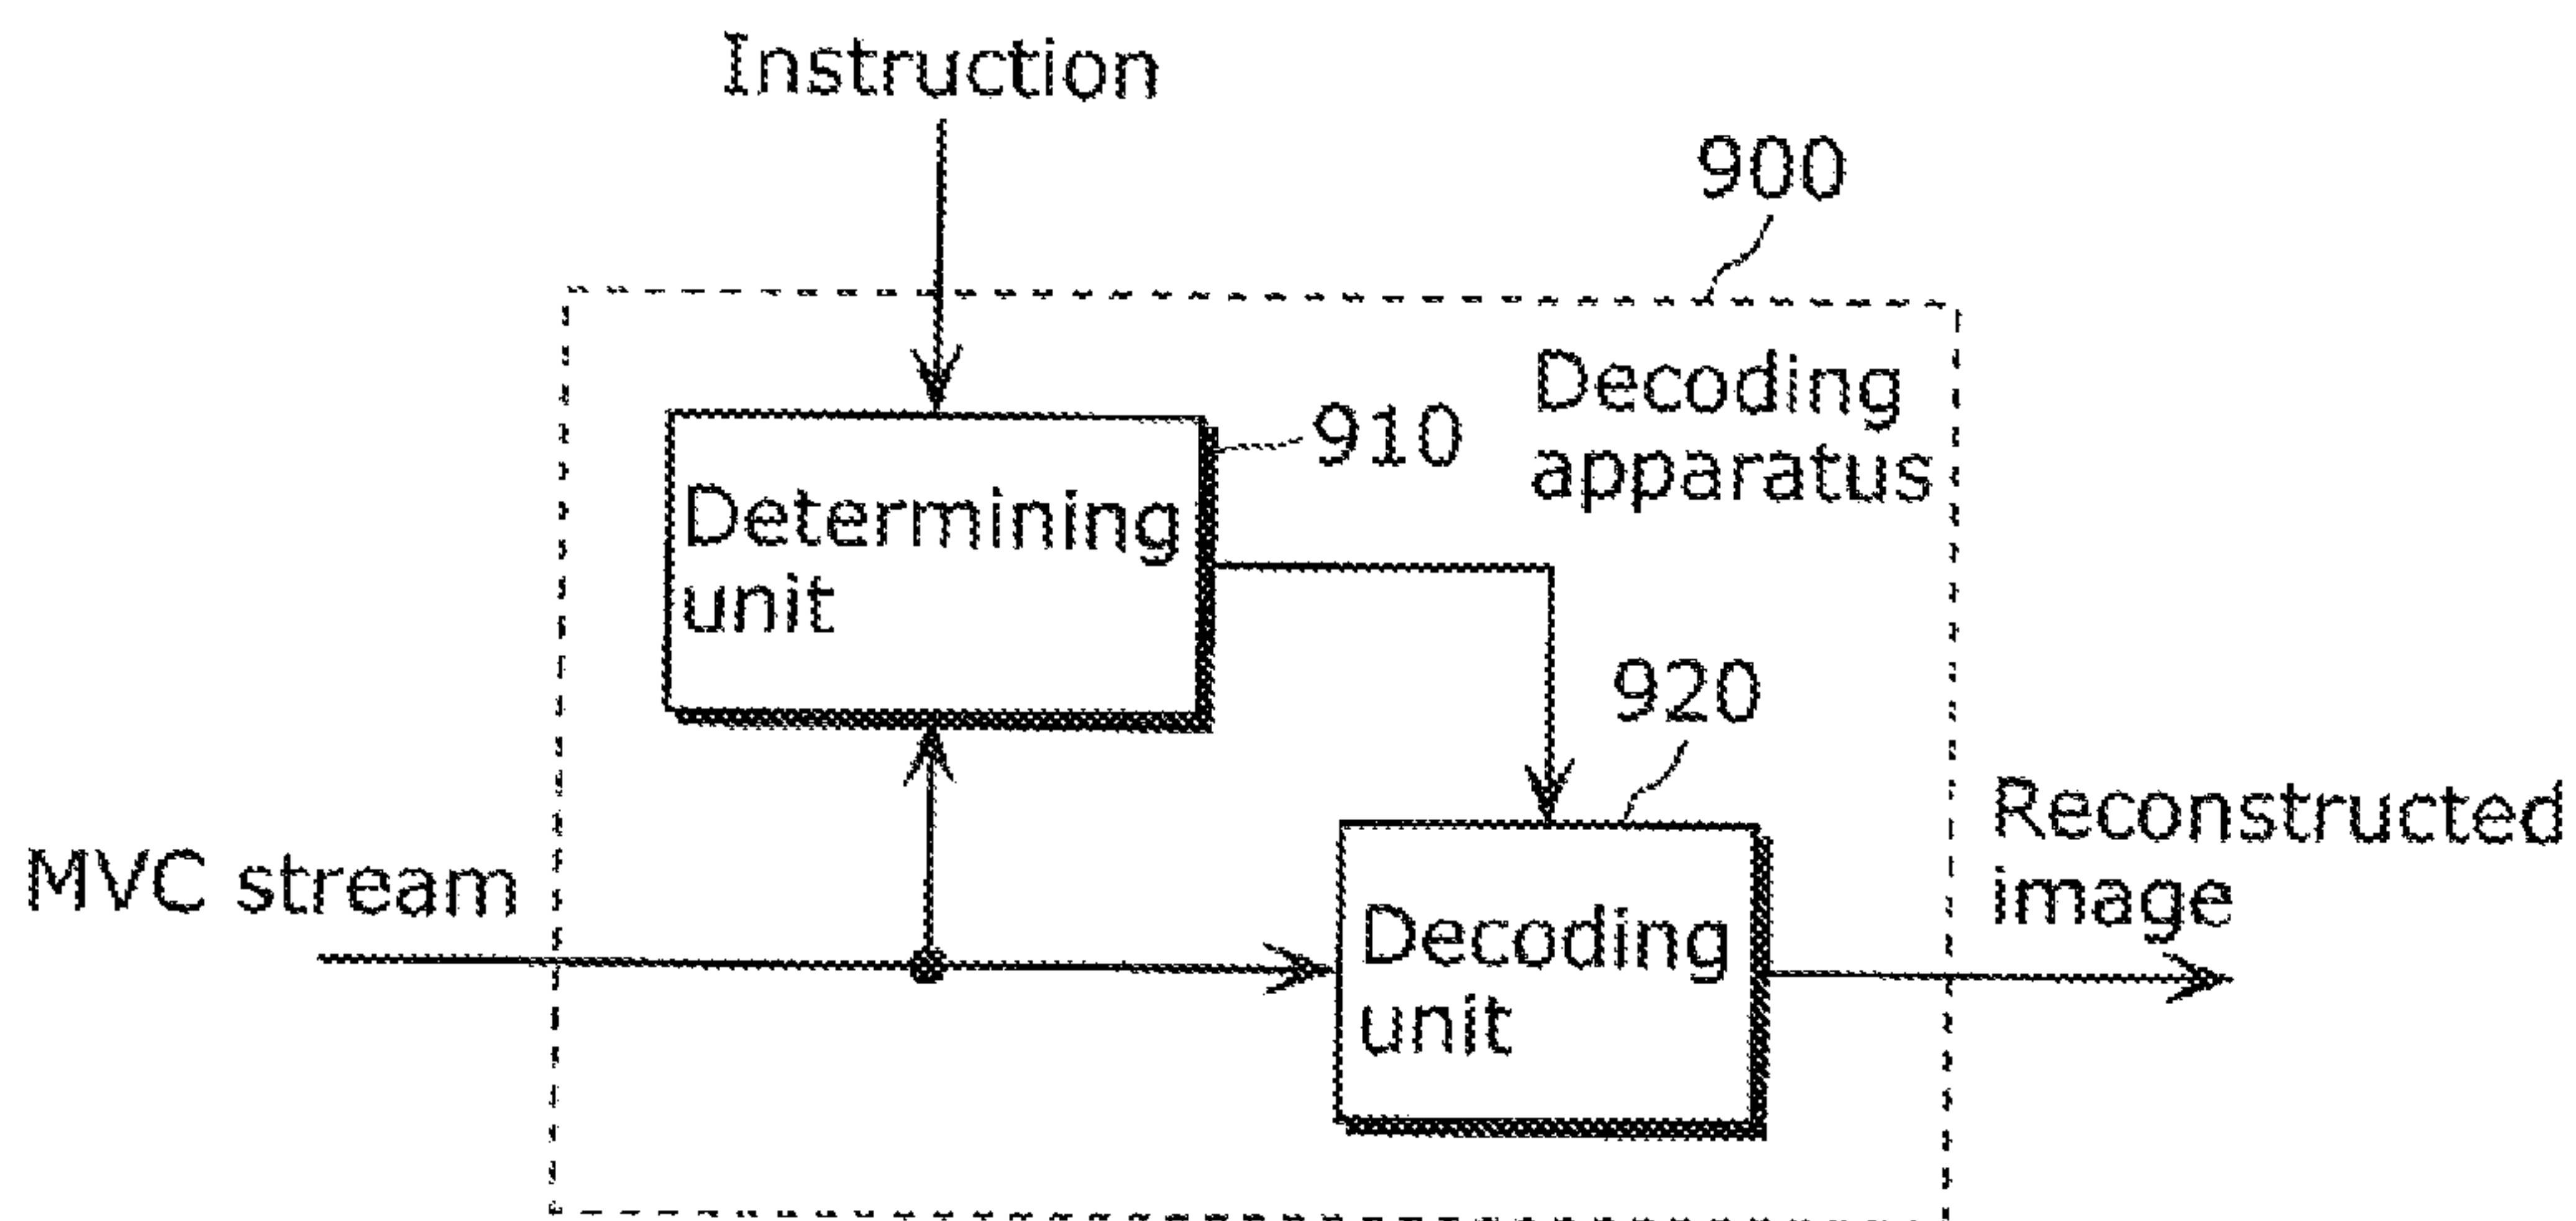 Instruction
900
Decoding
apparatus
910
Determining
unit
920
MVC stream
Decoding
unit
Reconstructed
image